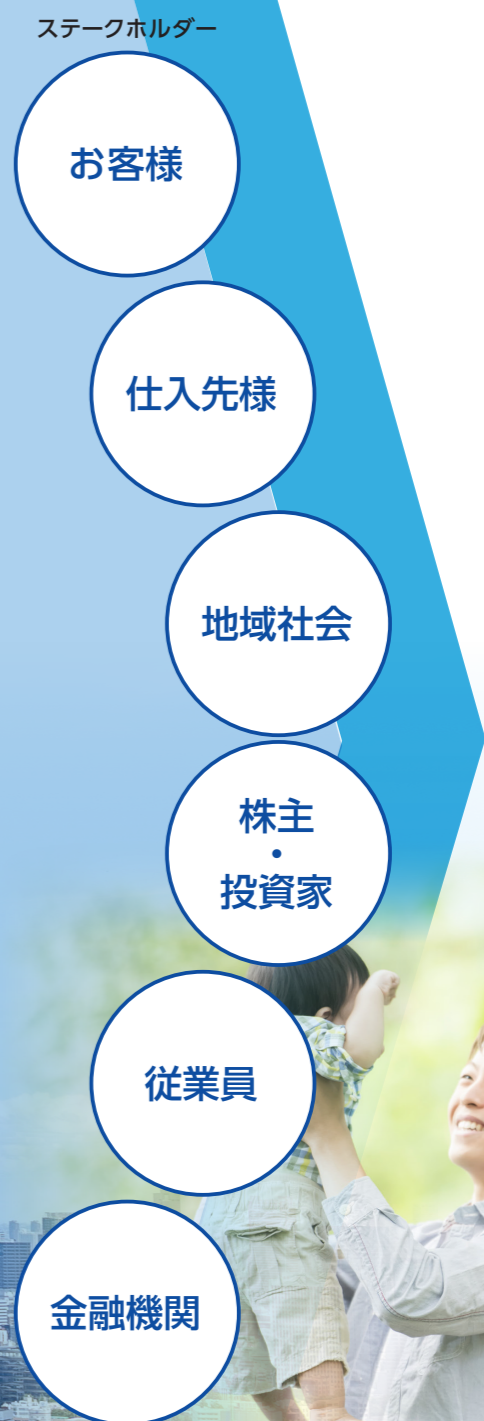 ステークホルダー
お客様
仕入先様
地域社会
株主
・
投資家
従業員
金融機関